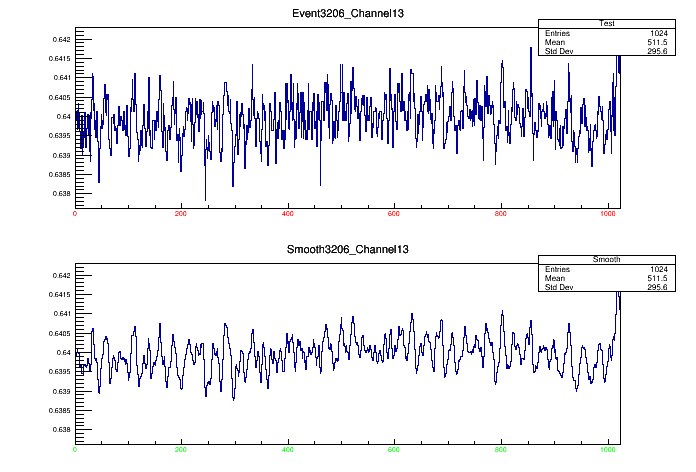 Event3206_Channel13
Test
Entries 1024
Mean 511.5
Std Dev 295.6
0.642
0.6415
0.641
0.6405
0.64
0.6395
0.639
0.6385
0.638
0 200 400 600 800 1000
Smooth3206_Channel13
Smooth
Entries 1024
Mean 511.5
Std Dev 295.6
0.642
0.6415
0.641
0.6405
0.64
0.6395
0.639
0.6385
0.638
0 200 400 600 800 1000